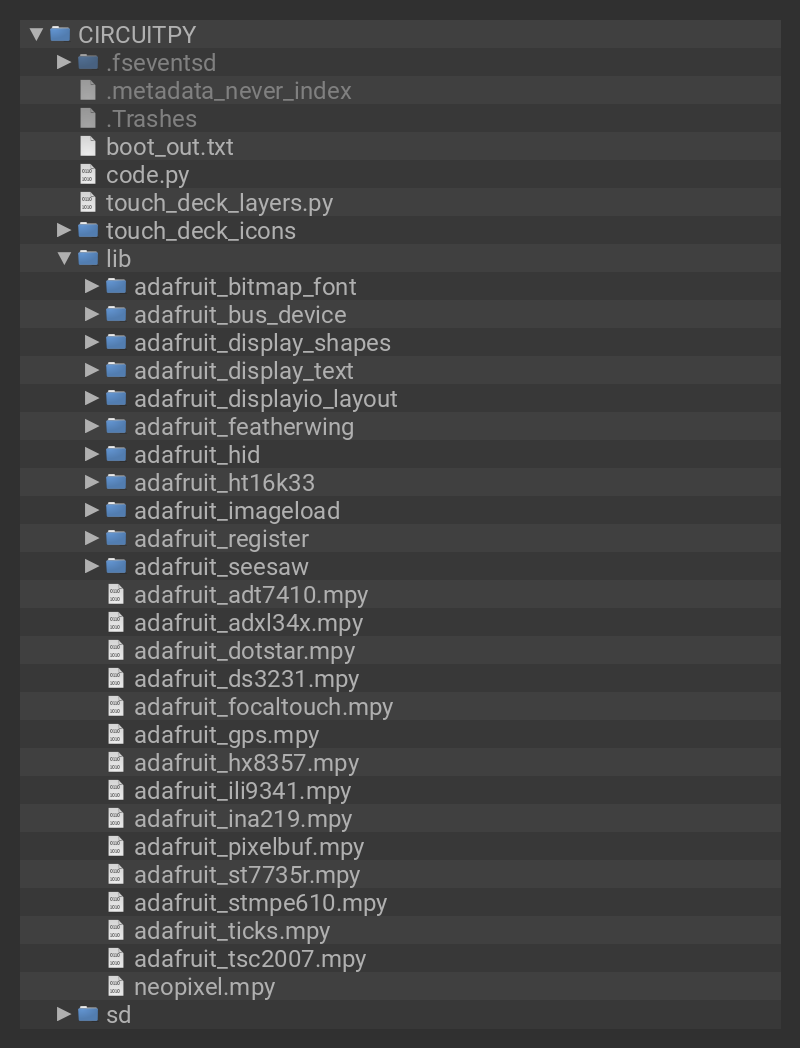 CIRCUITPY
.fseventsd
.metadata_never_index
.Trashes
boot_out.txt
code.py
touch_deck_layers.py
touch_deck_icons
lib
adafruit_bitmap_font
adafruit_bus_device
adafruit_display_shapes
adafruit_display_text
adafruit_displayio_layout
adafruit_featherwing
adafruit_hid
adafruit_ht16k33
adafruit_imageload
adafruit_register
adafruit_seesaw
adafruit_adt7410.mpy
adafruit_adxl34x.mpy
adafruit_dotstar.mpy
adafruit_ds3231.mpy
adafruit_focaltouch.mpy
adafruit_gps.mpy
adafruit_hx8357.mpy
adafruit_ili9341.mpy
adafruit_ina219.mpy
adafruit_pixelbuf.mpy
adafruit_st7735r.mpy
adafruit_stmpe610.mpy
adafruit_ticks.mpy
adafruit_tsc2007.mpy
neopixel.mpy
sd